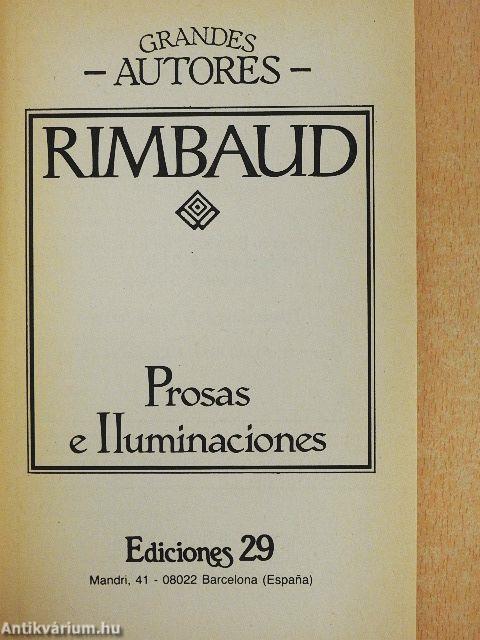 GRANDES
- AUTORES -
RIMBAUD
Prosas
e Iluminaciones
Ediciones 29
Mandri, 41 - 08022 Barcelona (España)
Antikvárium.hu